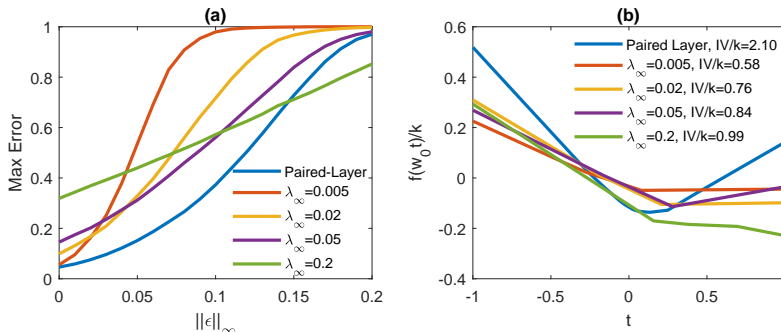 (a)
1
0.8
0.6
0.4
0.2
0
Max Error
Paired-Layer
λ∞=0.005
λ∞=0.02
λ∞=0.05
λ∞=0.2
0 0.05 0.1 0.15 0.2
||ϵ||∞
(b)
0.6
0.4
0.2
0
-0.2
-0.4
f(w₀t)/k
Paired Layer, IV/k=2.10
λ∞=0.005, IV/k=0.58
λ∞=0.02, IV/k=0.76
λ∞=0.05, IV/k=0.84
λ∞=0.2, IV/k=0.99
-1 -0.5 0 0.5
t